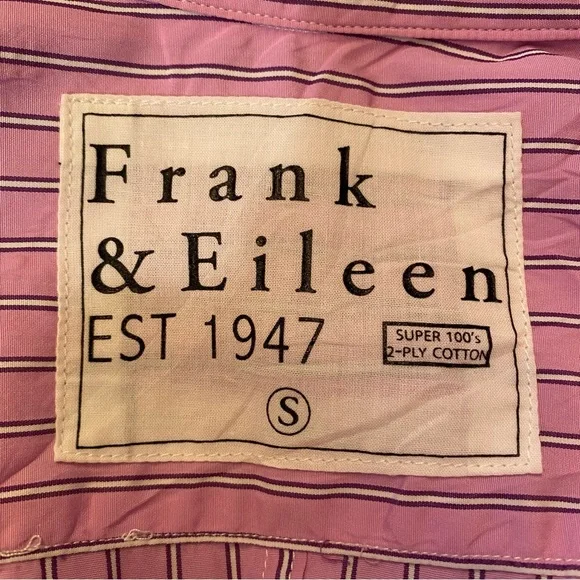 Frank
& Eileen
EST 1947
SUPER 100's
2-PLY COTTON
S